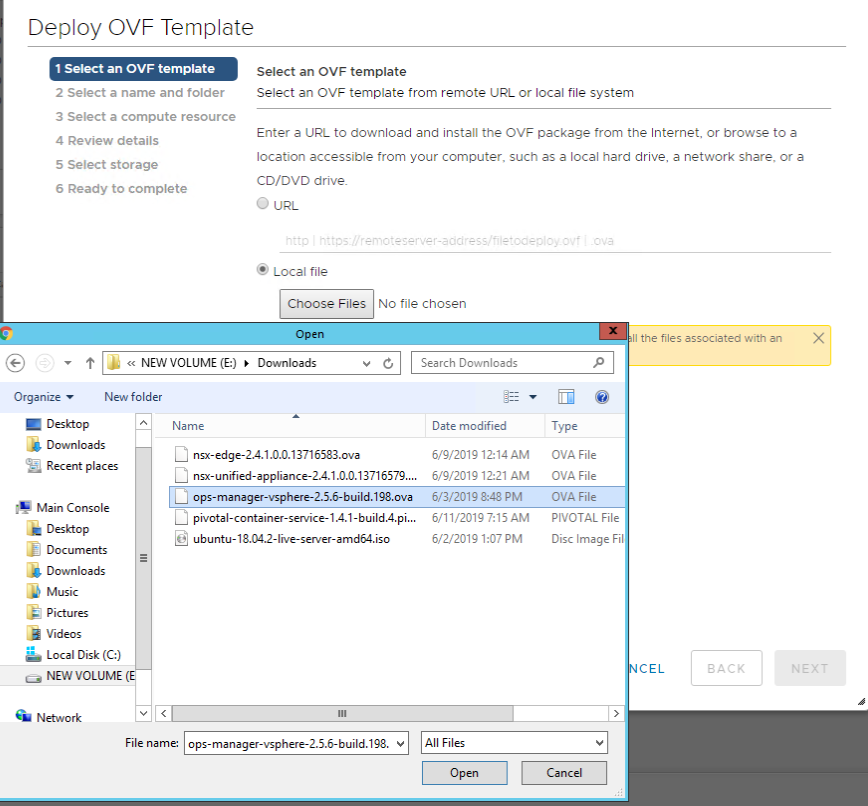 Deploy OVF Template
1 Select an OVF template
2 Select a name and folder
3 Select a compute resource
4 Review details
5 Select storage
6 Ready to complete
Select an OVF template
Select an OVF template from remote URL or local file system
Enter a URL to download and install the OVF package from the Internet, or browse to a
location accessible from your computer, such as a local hard drive, a network share, or a
CD/DVD drive.
URL
http | https://remoteserver-address/filetodeploy.ovf | .ova
Local file
Choose Files No file chosen
all the files associated with an
Open
« NEW VOLUME (E:) Downloads
Search Downloads
Organize New folder
Name Date modified Type
nsx-edge-2.4.1.0.0.13716583.ova 6/9/2019 12:14 AM OVA File
nsx-unified-appliance-2.4.1.0.0.13716579.... 6/9/2019 12:21 AM OVA File
ops-manager-vsphere-2.5.6-build.198.ova 6/3/2019 8:48 PM OVA File
pivotal-container-service-1.4.1-build.4.pi... 6/11/2019 7:15 AM PIVOTAL File
ubuntu-18.04.2-live-server-amd64.iso 6/2/2019 1:07 PM Disc Image Fil
Desktop
Downloads
Recent places
Main Console
Desktop
Documents
Downloads
Music
Pictures
Videos
Local Disk (C:)
NEW VOLUME (E
Network
File name: ops-manager-vsphere-2.5.6-build.198. All Files
Open Cancel
NCEL BACK NEXT